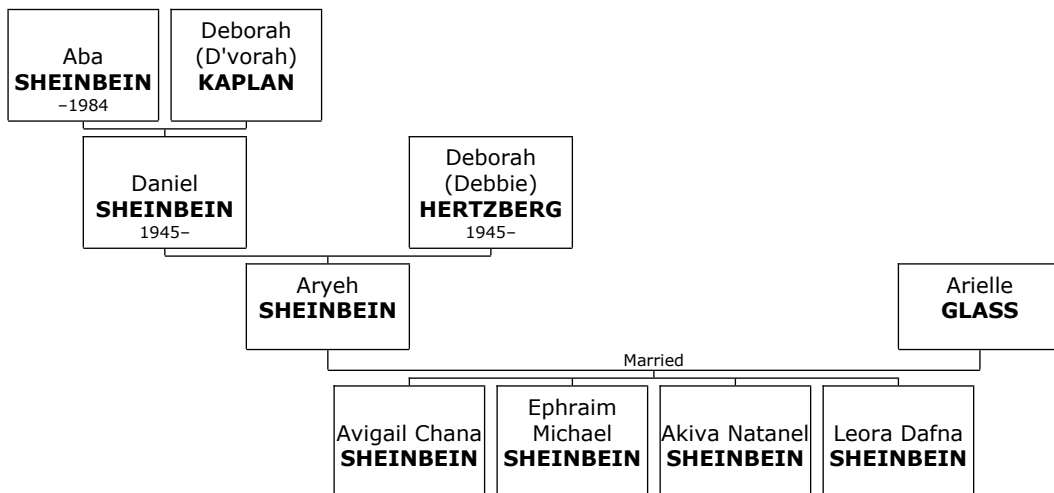 Aba
SHEINBEIN
–1984
Deborah
(D'vorah)
KAPLAN
Daniel
SHEINBEIN
1945–
Deborah
(Debbie)
HERTZBERG
1945–
Aryeh
SHEINBEIN
Arielle
GLASS
Married
Avigail Chana
SHEINBEIN
Ephraim
Michael
SHEINBEIN
Akiva Natanel
SHEINBEIN
Leora Dafna
SHEINBEIN